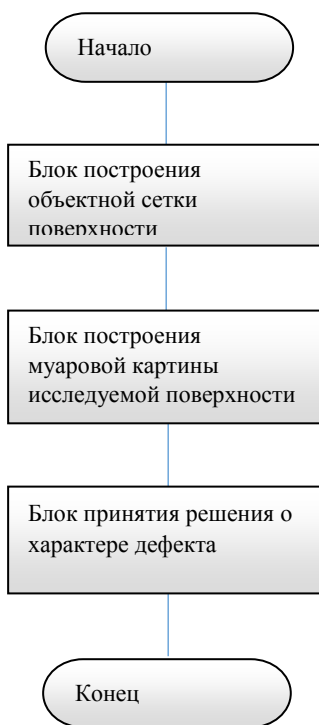 Начало
Блок построения
объектной сетки
поверхности
Блок построения
муаровой картины
исследуемой поверхности
Блок принятия решения о
характере дефекта
Конец